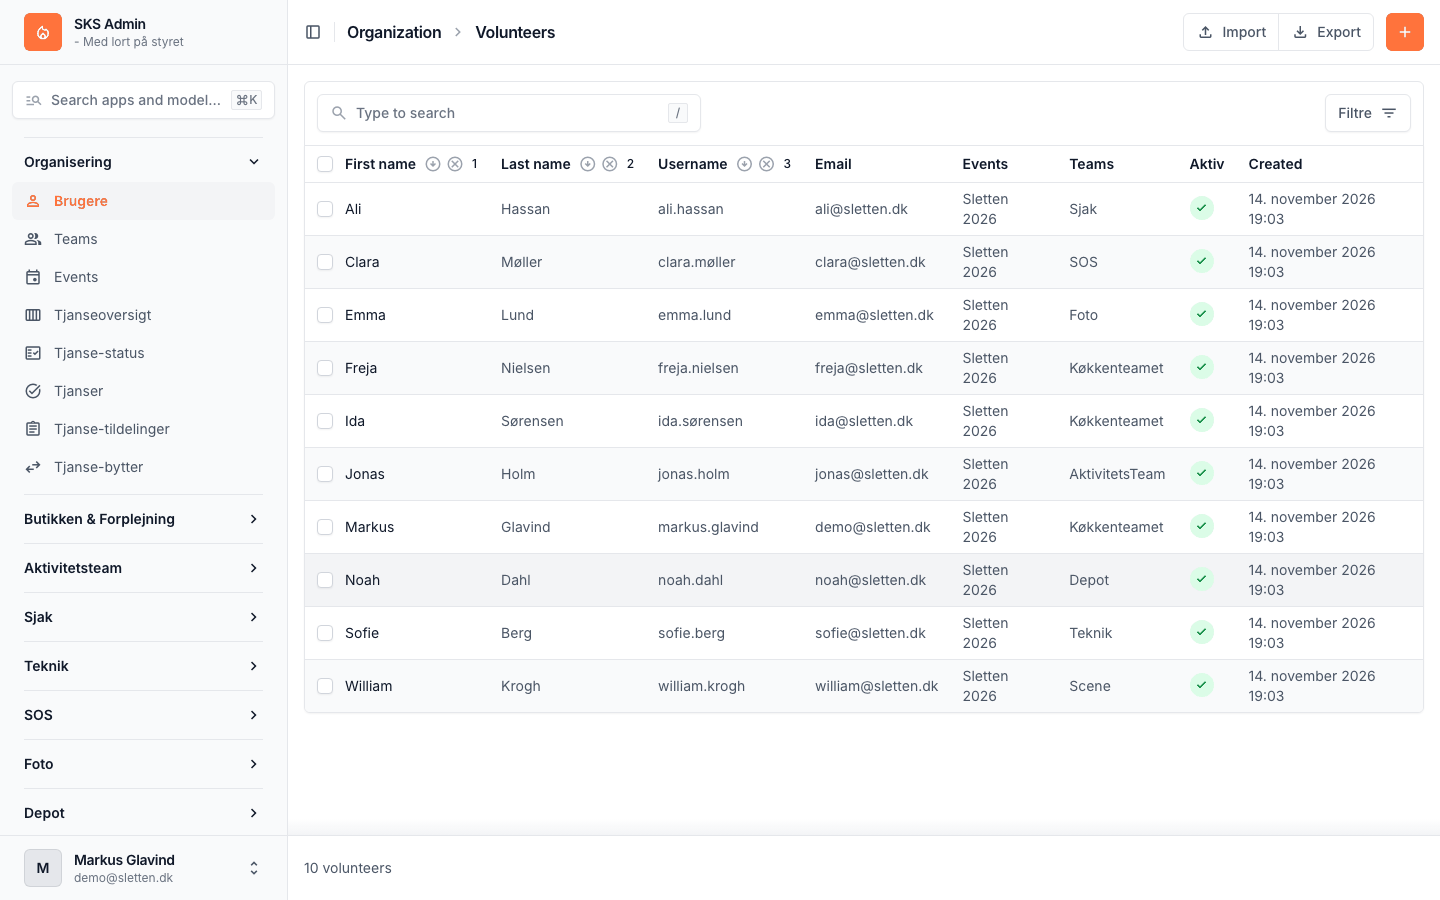 SKS Admin
- Med lort på styret
Search apps and model...
⌘K
Organisering
Brugere
Teams
Events
Tjanseoversigt
Tjanse-status
Tjanser
Tjanse-tildelinger
Tjanse-bytter
Butikken & Forplejning
Aktivitetsteam
Sjak
Teknik
SOS
Foto
Depot
M
Markus Glavind
demo@sletten.dk
Organization > Volunteers
Import
Export
+
Type to search
/
Filtre
First name 1 Last name 2 Username 3 Email Events Teams Aktiv Created
Ali Hassan ali.hassan ali@sletten.dk Sletten 2026 Sjak 14. november 2026 19:03
Clara Møller clara.møller clara@sletten.dk Sletten 2026 SOS 14. november 2026 19:03
Emma Lund emma.lund emma@sletten.dk Sletten 2026 Foto 14. november 2026 19:03
Freja Nielsen freja.nielsen freja@sletten.dk Sletten 2026 Køkkenteamet 14. november 2026 19:03
Ida Sørensen ida.sørensen ida@sletten.dk Sletten 2026 Køkkenteamet 14. november 2026 19:03
Jonas Holm jonas.holm jonas@sletten.dk Sletten 2026 AktivitetsTeam 14. november 2026 19:03
Markus Glavind markus.glavind demo@sletten.dk Sletten 2026 Køkkenteamet 14. november 2026 19:03
Noah Dahl noah.dahl noah@sletten.dk Sletten 2026 Depot 14. november 2026 19:03
Sofie Berg sofie.berg sofie@sletten.dk Sletten 2026 Teknik 14. november 2026 19:03
William Krogh william.krogh william@sletten.dk Sletten 2026 Scene 14. november 2026 19:03
10 volunteers